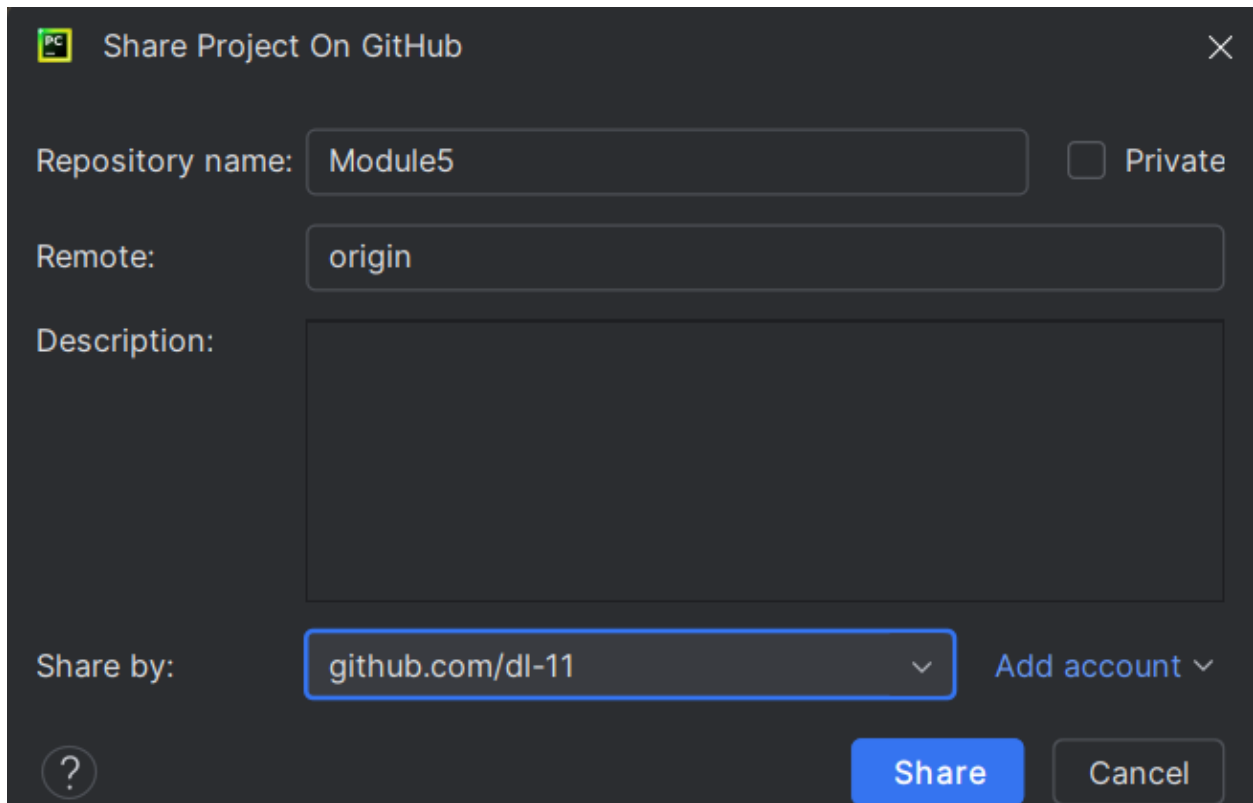 PC
Share Project On GitHub
Repository name: Module5 Private
Remote: origin
Description:
Share by: github.com/dl-11 Add account
? Share Cancel